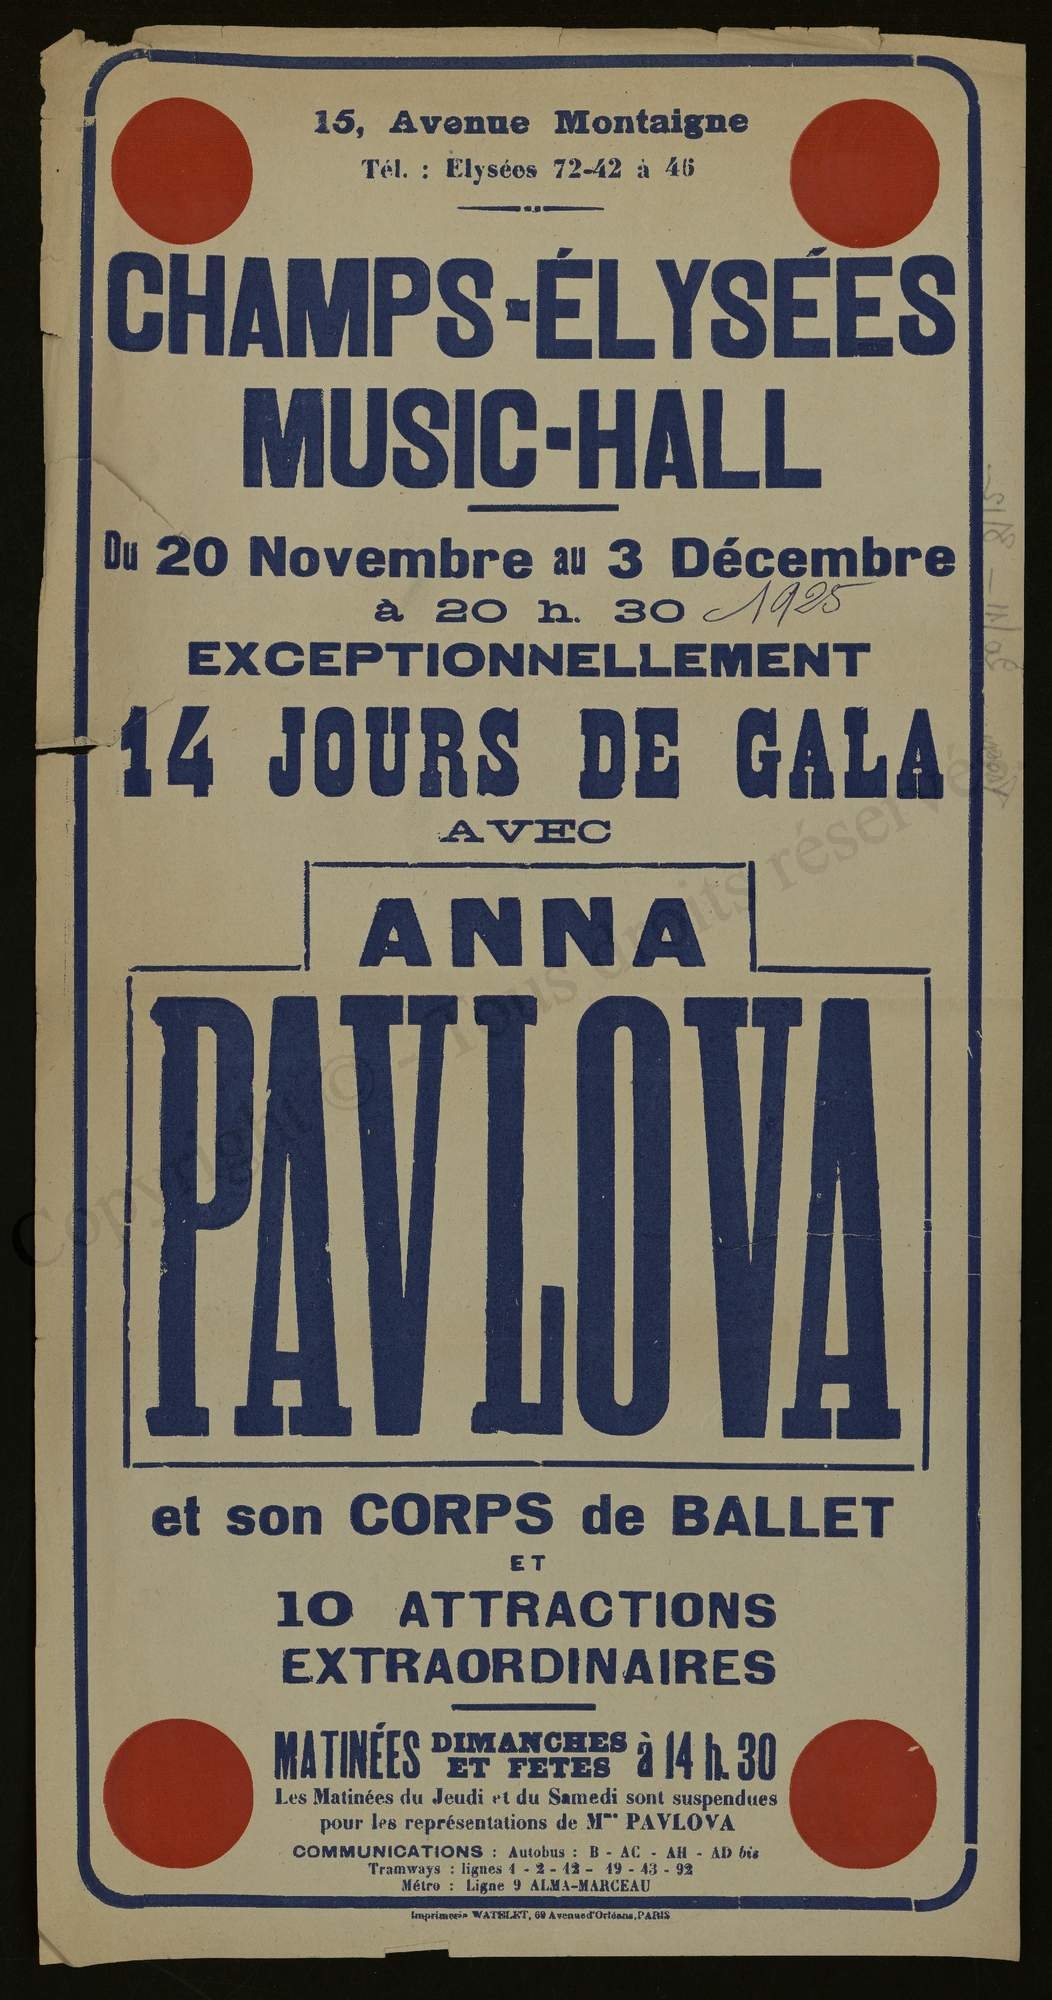 15, Avenue Montaigne
Tél. : Elysées 72-42 à 46
CHAMPS-ÉLYSÉES
MUSIC-HALL
Du 20 Novembre au 3 Décembre
à 20 h. 30 1925
EXCEPTIONNELLEMENT
14 JOURS DE GALA
AVEC
ANNA
PAVLOVA
et son CORPS de BALLET
ET
10 ATTRACTIONS
EXTRAORDINAIRES
MATINÉES DIMANCHES ET FETES à 14 h. 30
Les Matinées du Jeudi et du Samedi sont suspendues
pour les représentations de Mme PAVLOVA
COMMUNICATIONS : Autobus : B - AC - AH - AD bis
Tramways : lignes 1 - 2 - 12 - 19 - 43 - 92
Métro : Ligne 9 ALMA-MARCEAU
Imprimerie WATELET, 69 Avenue d'Orléans, PARIS
Copyright © - Tous droits réservés